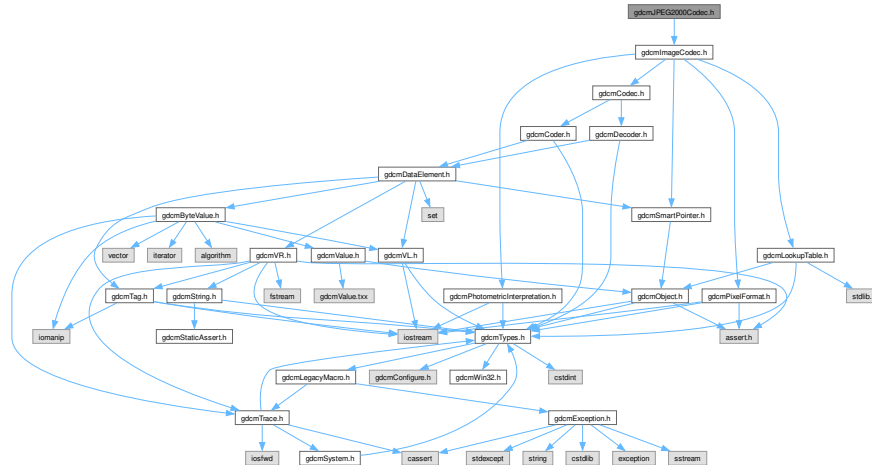 gdcmJPEG2000Codec.h
gdcmImageCodec.h
gdcmCodec.h
gdcmCoder.h
gdcmDecoder.h
gdcmDataElement.h
set
gdcmByteValue.h
gdcmSmartPointer.h
vector
iterator
algorithm
gdcmVR.h
gdcmValue.h
gdcmVL.h
gdcmLookupTable.h
gdcmTag.h
gdcmString.h
fstream
gdcmValue.txx
gdcmPhotometricInterpretation.h
gdcmObject.h
gdcmPixelFormat.h
stdlib.
iomanip
gdcmStaticAssert.h
iostream
gdcmTypes.h
assert.h
gdcmLegacyMacro.h
gdcmConfigure.h
gdcmWin32.h
cstdint
gdcmTrace.h
gdcmException.h
iosfwd
gdcmSystem.h
cassert
stdexcept
string
cstdlib
exception
sstream